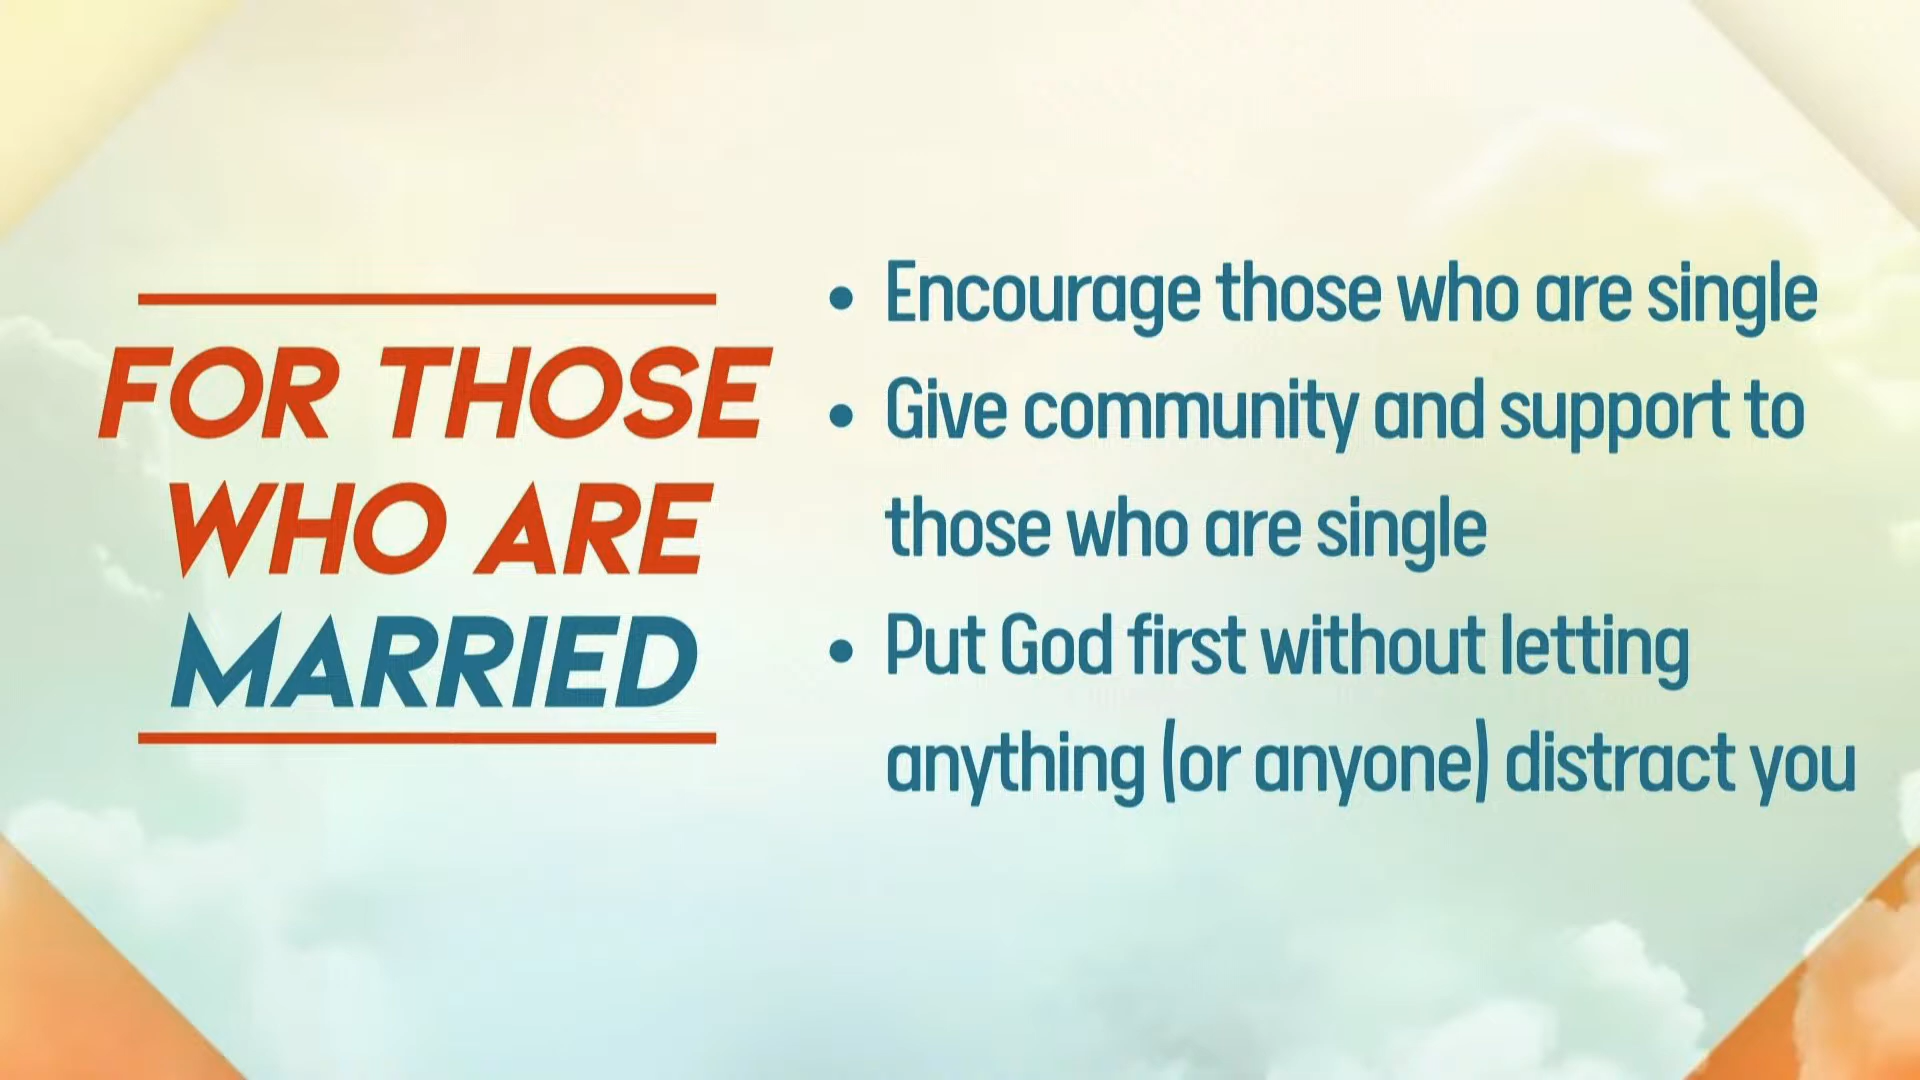 FOR THOSE
WHO ARE
MARRIED
• Encourage those who are single
• Give community and support to
those who are single
• Put God first without letting
anything (or anyone) distract you